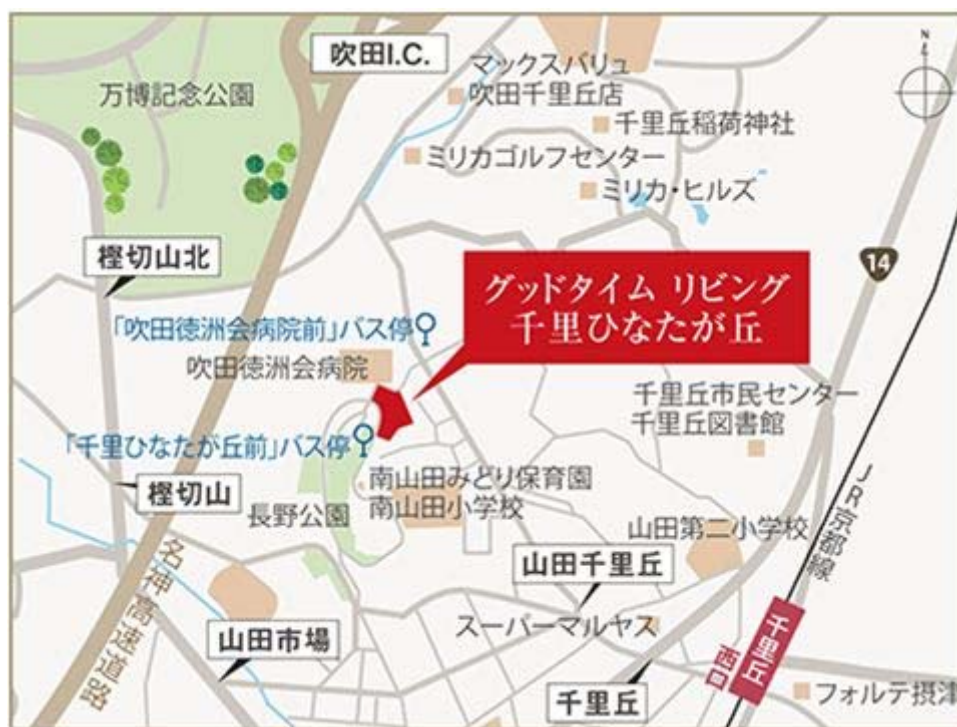 吹田I.C.
N
マックスバリュ
吹田千里丘店
万博記念公園
千里丘稲荷神社
ミリカゴルフセンター
ミリカ・ヒルズ
樫切山北
14
グッドタイム リビング
千里ひなたが丘
「吹田徳洲会病院前」バス停
吹田徳洲会病院
千里丘市民センター
千里丘図書館
「千里ひなたが丘前」バス停
樫切山
南山田みどり保育園
南山田小学校
長野公園
JR京都線
山田第二小学校
山田千里丘
名神高速道路
スーパーマルヤス
山田市場
千里丘
西口
千里丘
フォルテ摂津